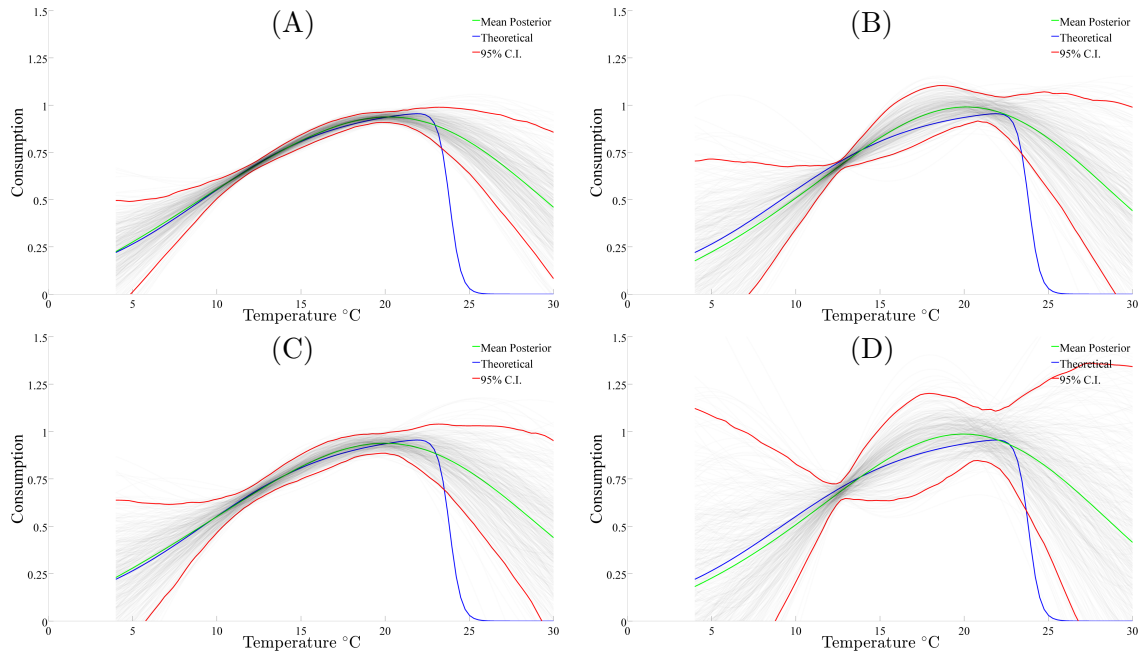 (A)
1.5
1.25
1
0.75
0.5
0.25
0
Consumption
Mean Posterior
Theoretical
95% C.I.
0 5 10 15 20 25 30
Temperature °C
(B)
1.5
1.25
1
0.75
0.5
0.25
0
Consumption
Mean Posterior
Theoretical
95% C.I.
0 5 10 15 20 25 30
Temperature °C
(C)
1.5
1.25
1
0.75
0.5
0.25
0
Consumption
Mean Posterior
Theoretical
95% C.I.
0 5 10 15 20 25 30
Temperature °C
(D)
1.5
1.25
1
0.75
0.5
0.25
0
Consumption
Mean Posterior
Theoretical
95% C.I.
0 5 10 15 20 25 30
Temperature °C